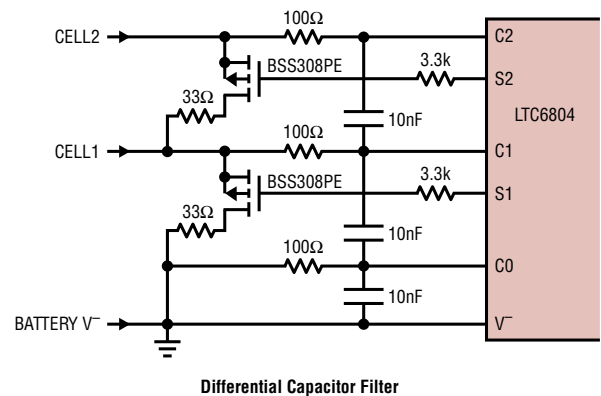 CELL2
100Ω
C2
BSS308PE
3.3k
S2
33Ω
10nF
LTC6804
CELL1
100Ω
C1
BSS308PE
3.3k
S1
33Ω
10nF
100Ω
C0
10nF
BATTERY V–
V–
Differential Capacitor Filter